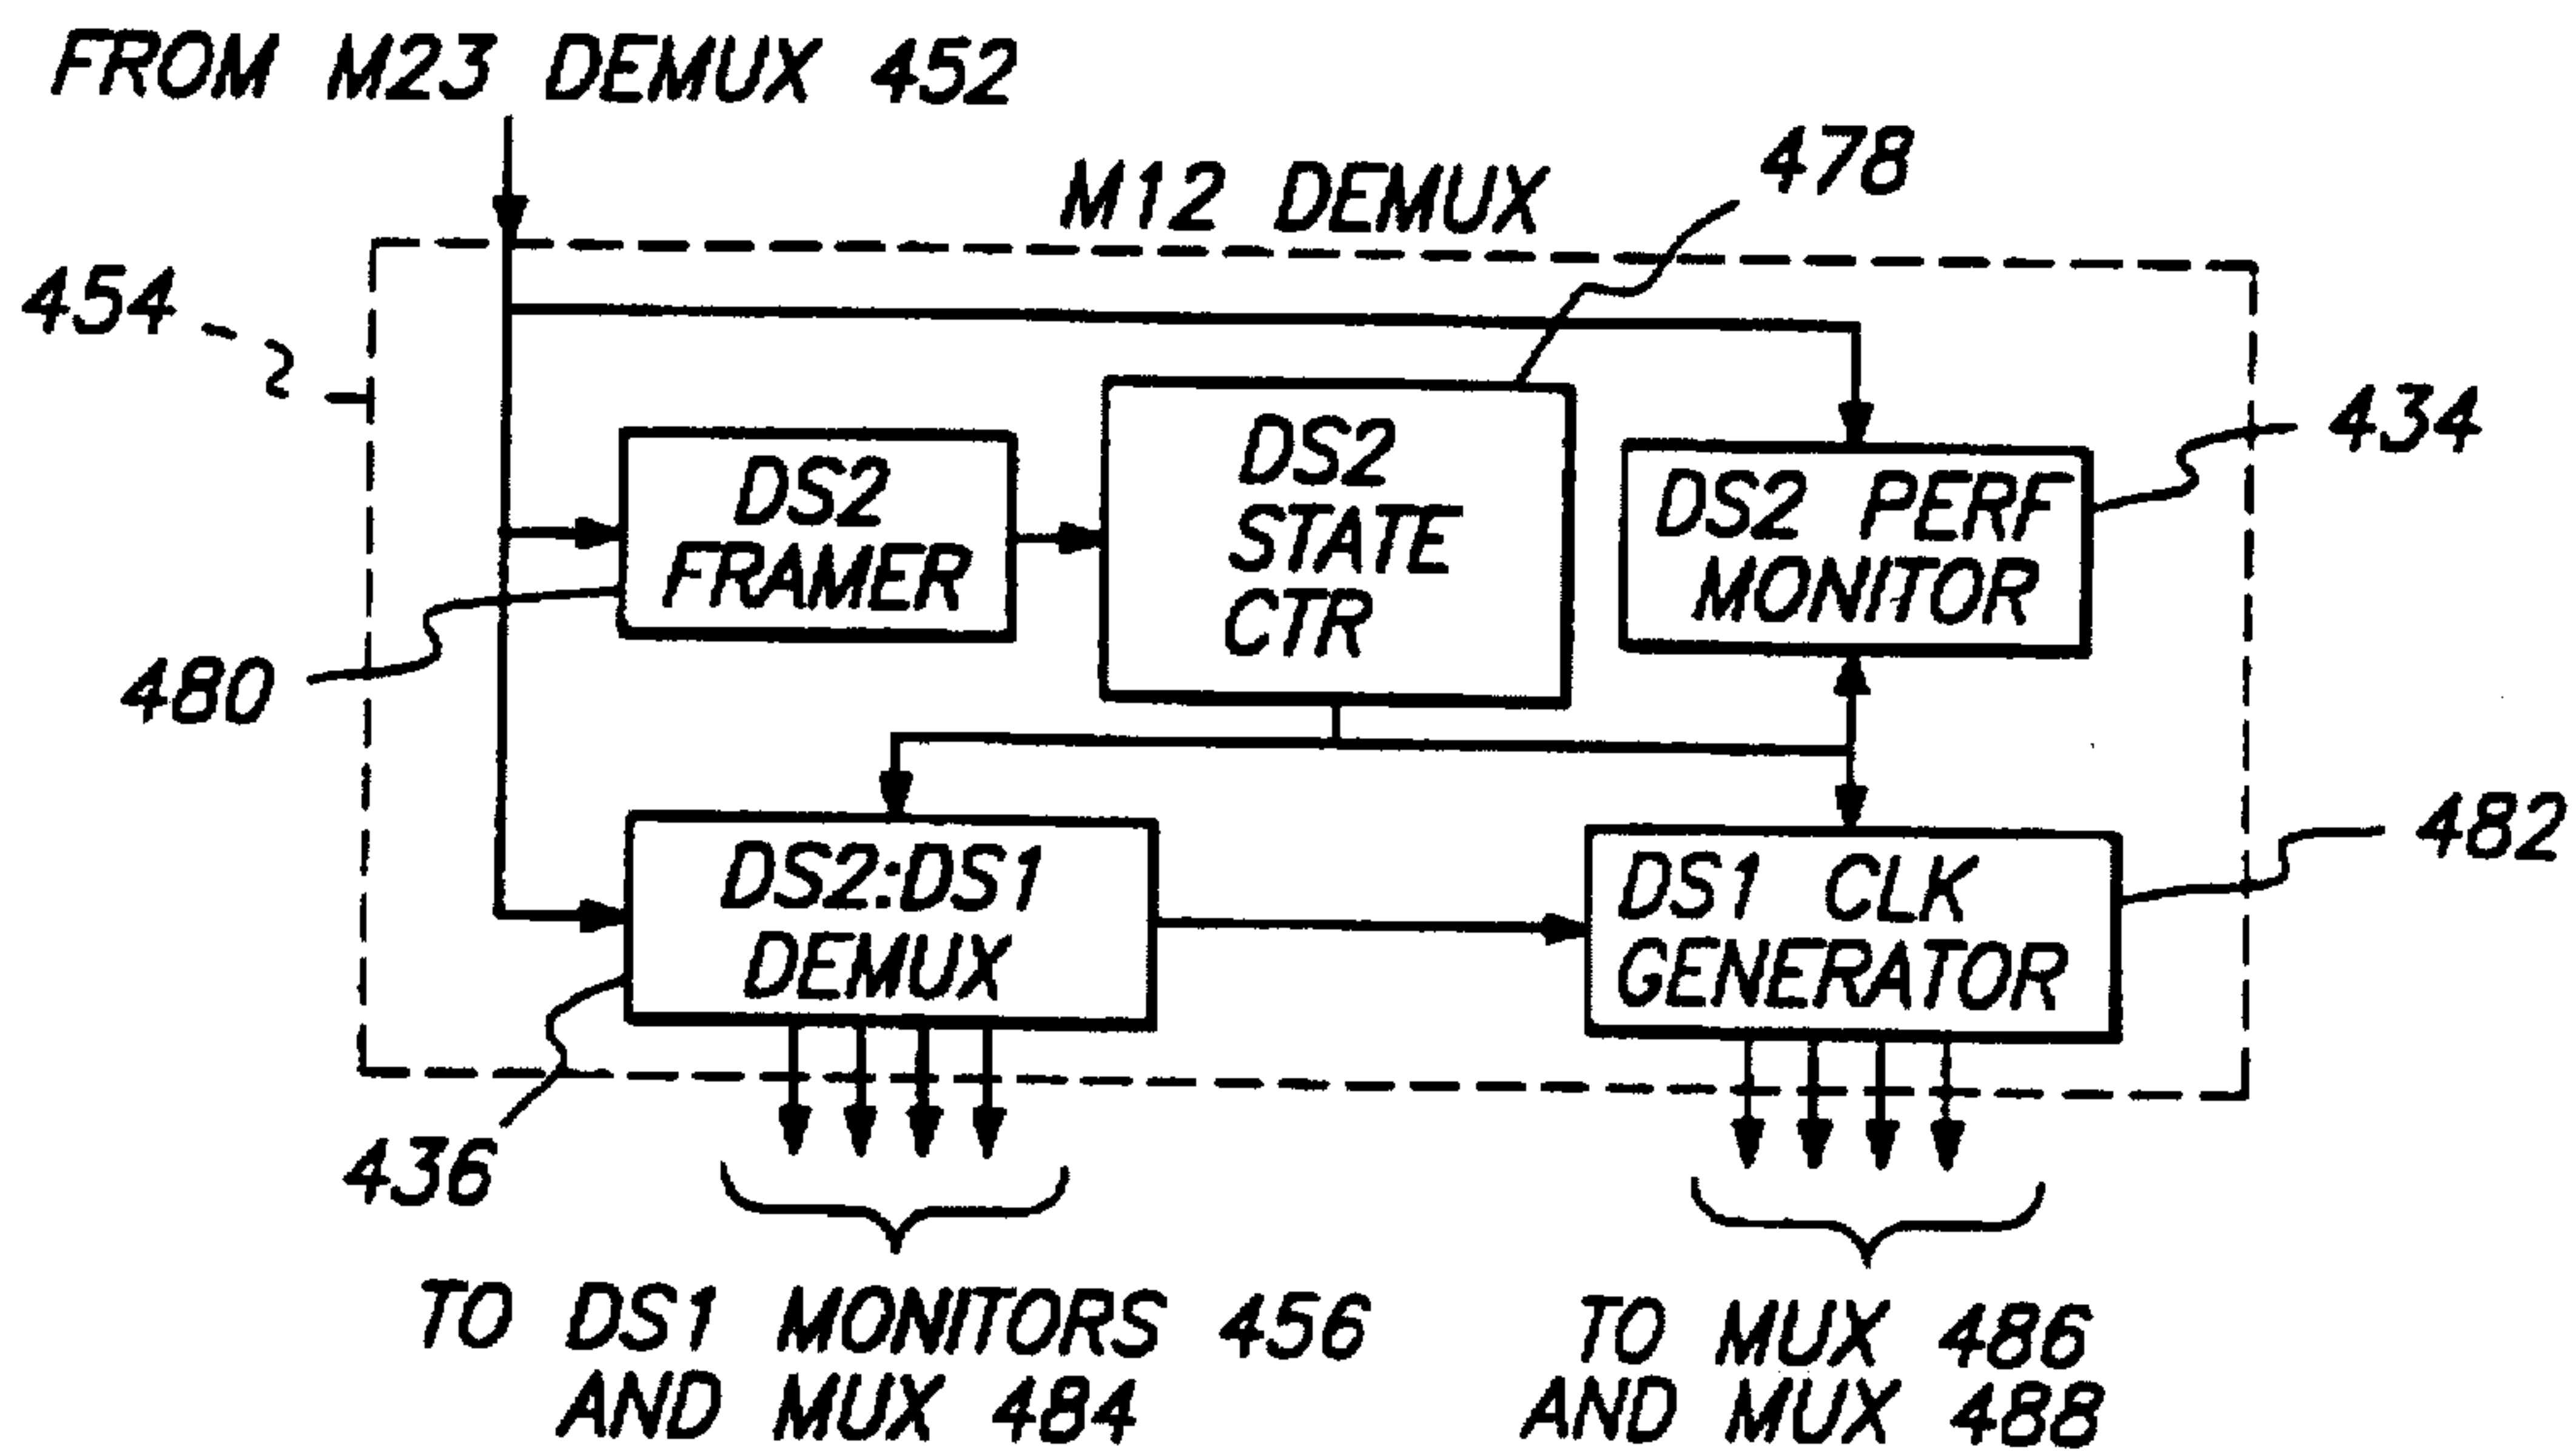 FROM M23 DEMUX 452
M12 DEMUX
478
454
434
DS2
FRAMER
DS2
STATE
CTR
DS2 PERF
MONITOR
480
482
DS2:DS1
DEMUX
DS1 CLK
GENERATOR
436
TO DS1 MONITORS 456
AND MUX 484
TO MUX 486
AND MUX 488